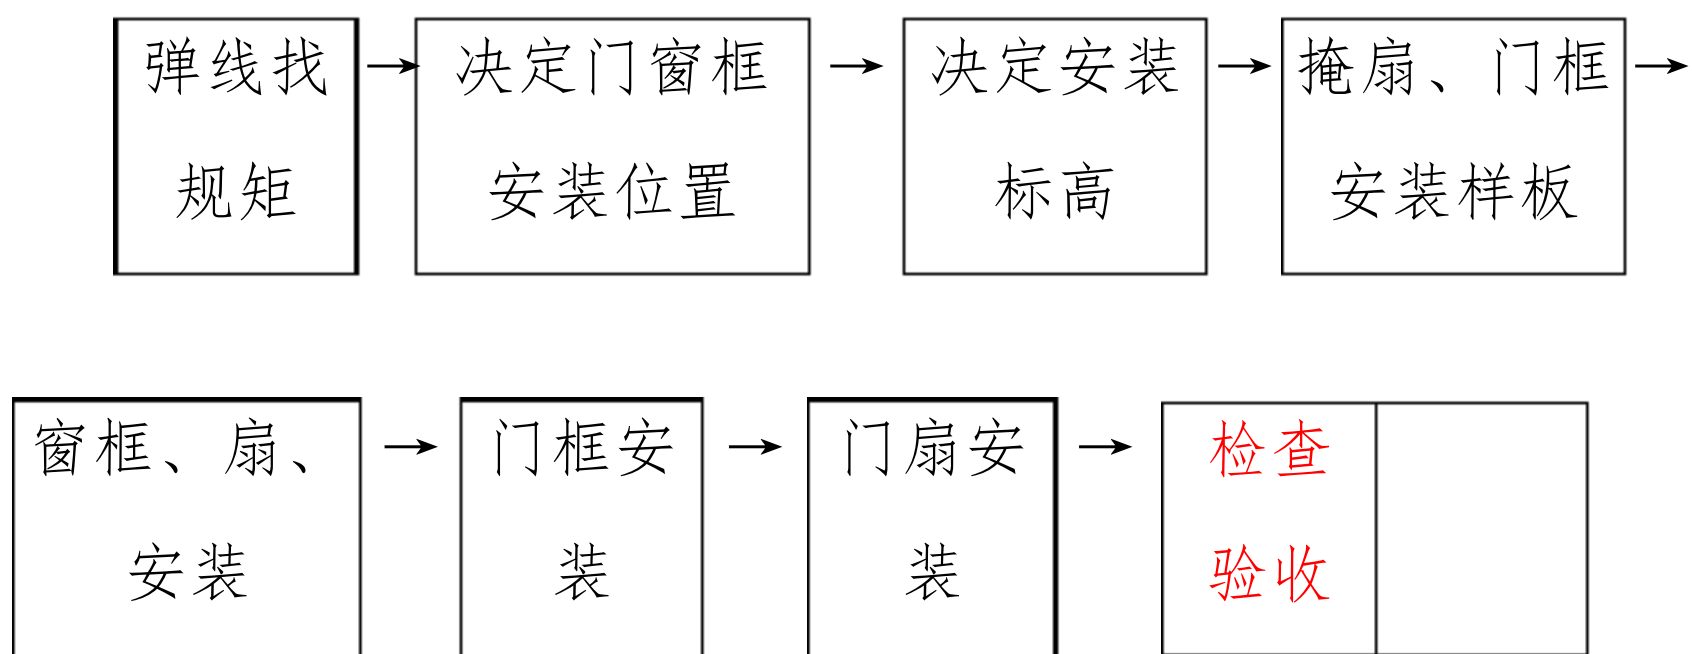 弹线找
规矩
决定门窗框
安装位置
决定安装
标高
掩扇、门框
安装样板
窗框、扇、
安装
门框安
装
门扇安
装
检查
验收